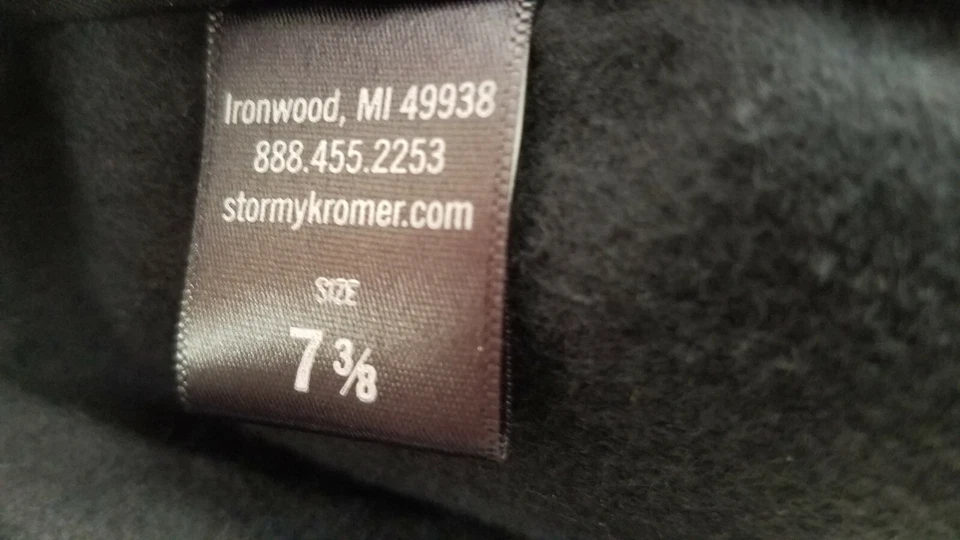 Ironwood, MI 49938
888.455.2253
stormykromer.com
SIZE
7 3/8